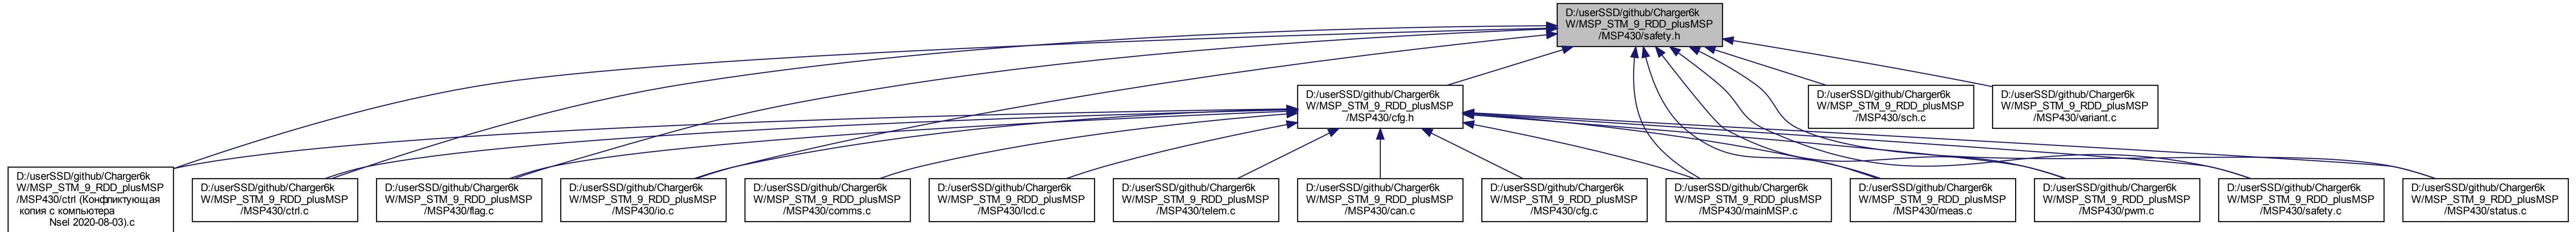 D:/userSSD/github/Charger6k
W/MSP_STM_9_RDD_plusMSP
/MSP430/safety.h
D:/userSSD/github/Charger6k
W/MSP_STM_9_RDD_plusMSP
/MSP430/cfg.h
D:/userSSD/github/Charger6k
W/MSP_STM_9_RDD_plusMSP
/MSP430/sch.c
D:/userSSD/github/Charger6k
W/MSP_STM_9_RDD_plusMSP
/MSP430/variant.c
D:/userSSD/github/Charger6k
W/MSP_STM_9_RDD_plusMSP
/MSP430/ctrl (Конфликтующая
копия с компьютера
Nsel 2020-08-03).c
D:/userSSD/github/Charger6k
W/MSP_STM_9_RDD_plusMSP
/MSP430/ctrl.c
D:/userSSD/github/Charger6k
W/MSP_STM_9_RDD_plusMSP
/MSP430/flag.c
D:/userSSD/github/Charger6k
W/MSP_STM_9_RDD_plusMSP
/MSP430/io.c
D:/userSSD/github/Charger6k
W/MSP_STM_9_RDD_plusMSP
/MSP430/comms.c
D:/userSSD/github/Charger6k
W/MSP_STM_9_RDD_plusMSP
/MSP430/lcd.c
D:/userSSD/github/Charger6k
W/MSP_STM_9_RDD_plusMSP
/MSP430/telem.c
D:/userSSD/github/Charger6k
W/MSP_STM_9_RDD_plusMSP
/MSP430/can.c
D:/userSSD/github/Charger6k
W/MSP_STM_9_RDD_plusMSP
/MSP430/cfg.c
D:/userSSD/github/Charger6k
W/MSP_STM_9_RDD_plusMSP
/MSP430/mainMSP.c
D:/userSSD/github/Charger6k
W/MSP_STM_9_RDD_plusMSP
/MSP430/meas.c
D:/userSSD/github/Charger6k
W/MSP_STM_9_RDD_plusMSP
/MSP430/pwm.c
D:/userSSD/github/Charger6k
W/MSP_STM_9_RDD_plusMSP
/MSP430/safety.c
D:/userSSD/github/Charger6k
W/MSP_STM_9_RDD_plusMSP
/MSP430/status.c